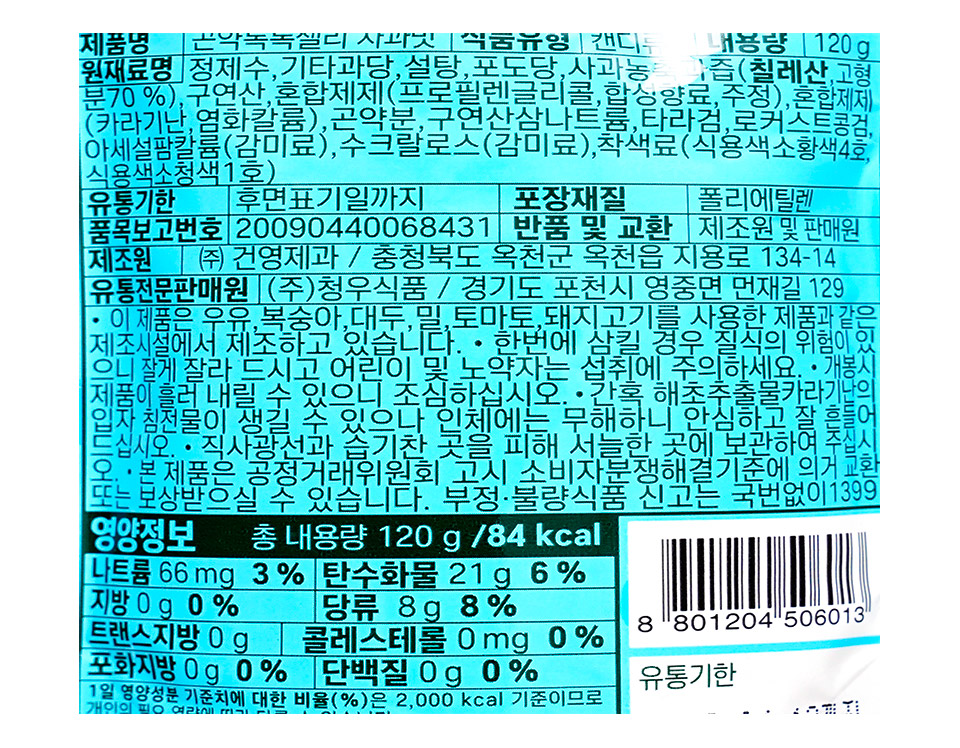 제품명 곤약톡톡젤리 사과맛 식품유형 캔디류 내용량 120 g
원재료명 정제수,기타과당,설탕,포도당,사과농축과즙(칠레산,고형
분70 %),구연산,혼합제제(프로필렌글리콜,합성향료,주정),혼합제제
(카라기난,염화칼륨),곤약분,구연산삼나트륨,타라검,로커스트콩검,
아세설팜칼륨(감미료),수크랄로스(감미료),착색료(식용색소황색4호,
식용색소청색1호)
유통기한 후면표기일까지 포장재질 폴리에틸렌
품목보고번호 20090440068431 반품 및 교환 제조원 및 판매원
제조원 ㈜ 건영제과 / 충청북도 옥천군 옥천읍 지용로 134-14
유통전문판매원 (주)청우식품 / 경기도 포천시 영중면 먼재길 129
• 이 제품은 우유,복숭아,대두,밀,토마토,돼지고기를 사용한 제품과 같은
제조시설에서 제조하고 있습니다. • 한번에 삼킬 경우 질식의 위험이 있
으니 잘게 잘라 드시고 어린이 및 노약자는 섭취에 주의하세요. • 개봉시
제품이 흘러 내릴 수 있으니 조심하십시오. • 간혹 해초추출물카라기난의
입자 침전물이 생길 수 있으나 인체에는 무해하니 안심하고 잘 흔들어
드십시오. • 직사광선과 습기찬 곳을 피해 서늘한 곳에 보관하여 주십시
오. • 본 제품은 공정거래위원회 고시 소비자분쟁해결기준에 의거 교환
또는 보상받으실 수 있습니다. 부정·불량식품 신고는 국번없이1399
영양정보 총 내용량 120 g /84 kcal
나트륨 66 mg 3 % 탄수화물 21 g 6 %
지방 0 g 0 % 당류 8 g 8 %
트랜스지방 0 g 콜레스테롤 0 mg 0 %
포화지방 0 g 0 % 단백질 0 g 0 %
1일 영양성분 기준치에 대한 비율(%)은 2,000 kcal 기준이므로
개인의 필요 열량에 따라
8 801204 506013
유통기한